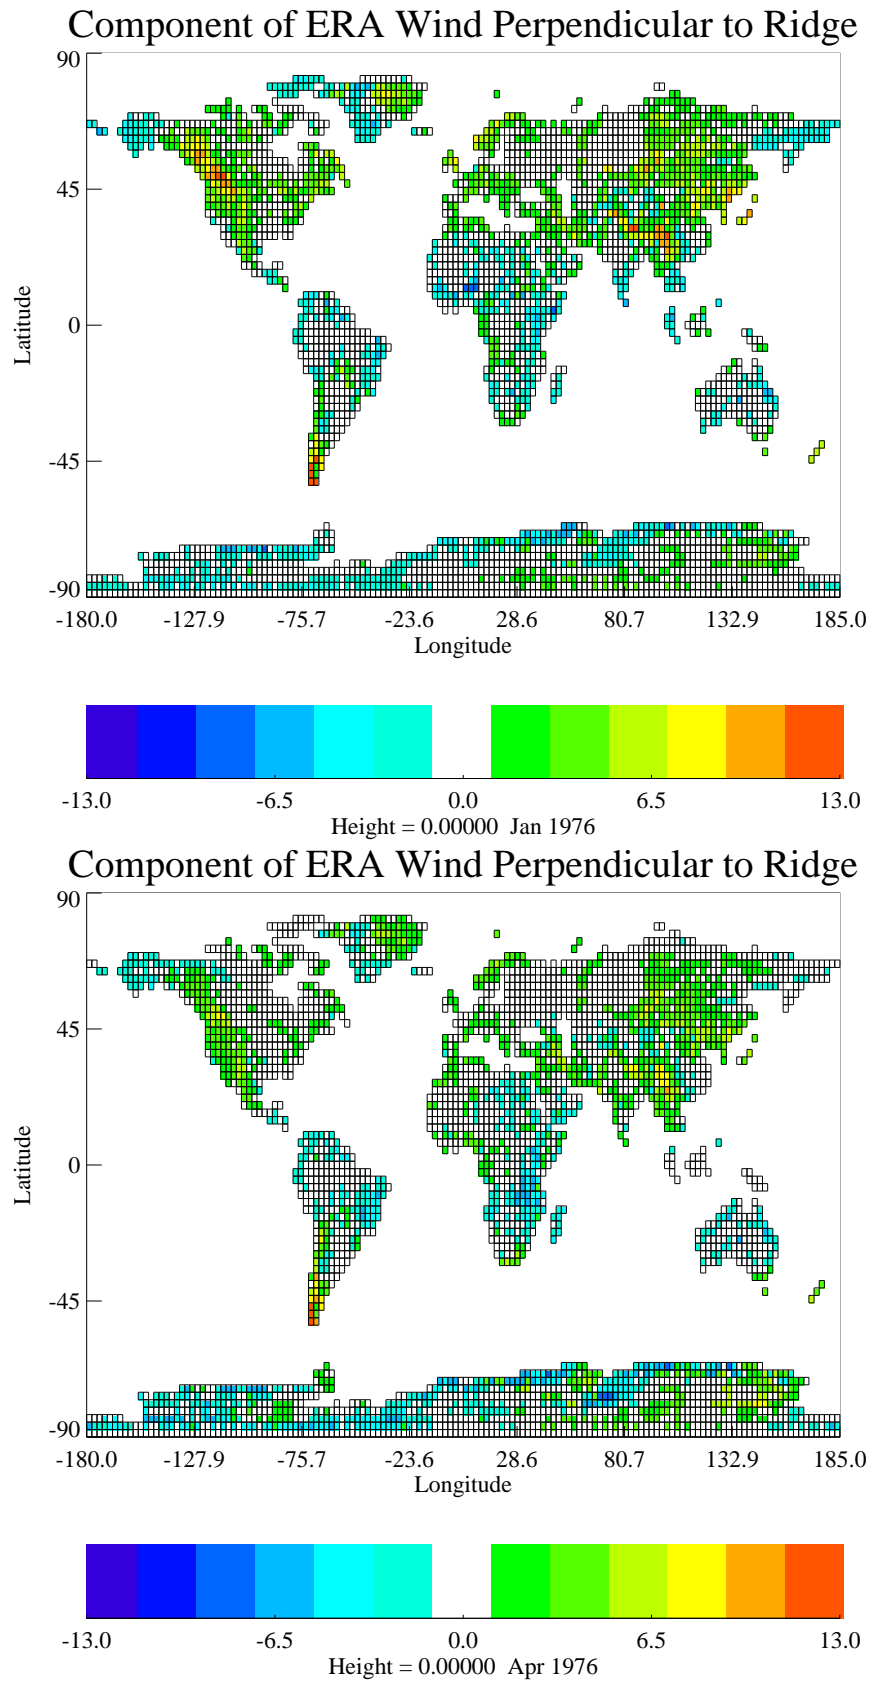 Component of ERA Wind Perpendicular to Ridge
90
45
0
-45
-90
Latitude
-180.0 -127.9 -75.7 -23.6 28.6 80.7 132.9 185.0
Longitude
-13.0 -6.5 0.0 6.5 13.0
Height = 0.00000 Jan 1976
Component of ERA Wind Perpendicular to Ridge
90
45
0
-45
-90
Latitude
-180.0 -127.9 -75.7 -23.6 28.6 80.7 132.9 185.0
Longitude
-13.0 -6.5 0.0 6.5 13.0
Height = 0.00000 Apr 1976